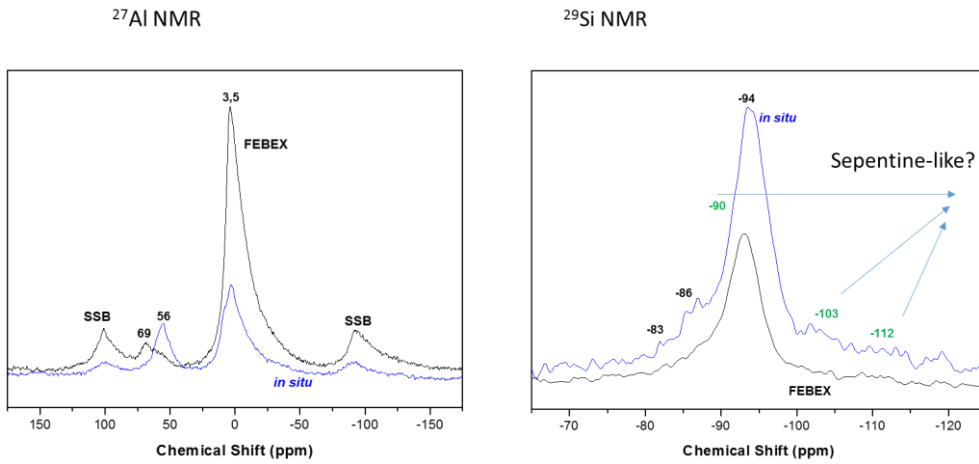 ²⁷Al NMR
3,5
FEBEX
SSB
69
56
SSB
in situ
150 100 50 0 -50 -100 -150
Chemical Shift (ppm)
²⁹Si NMR
-94
in situ
Sepentine-like?
-90
-86
-83
-103
-112
FEBEX
-70 -80 -90 -100 -110 -120
Chemical Shift (ppm)